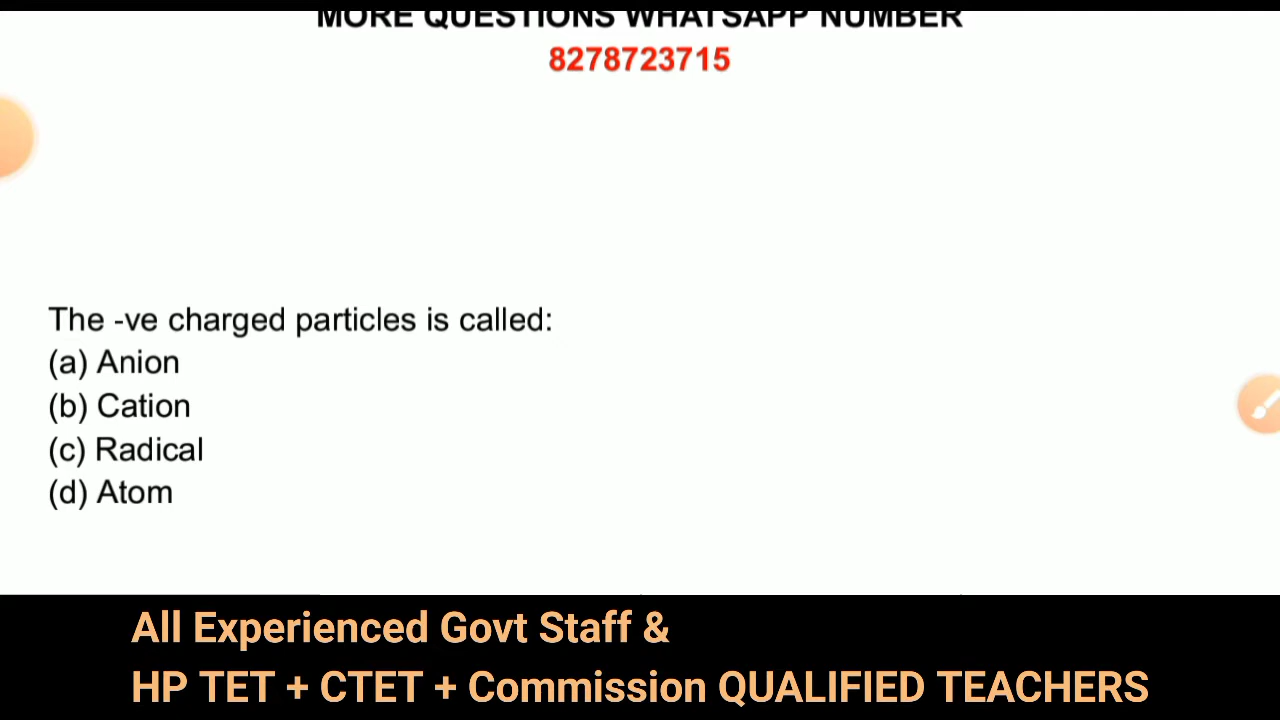 MORE QUESTIONS WHATSAPP NUMBER
8278723715
The -ve charged particles is called:
(a) Anion
(b) Cation
(c) Radical
(d) Atom
All Experienced Govt Staff &
HP TET + CTET + Commission QUALIFIED TEACHERS